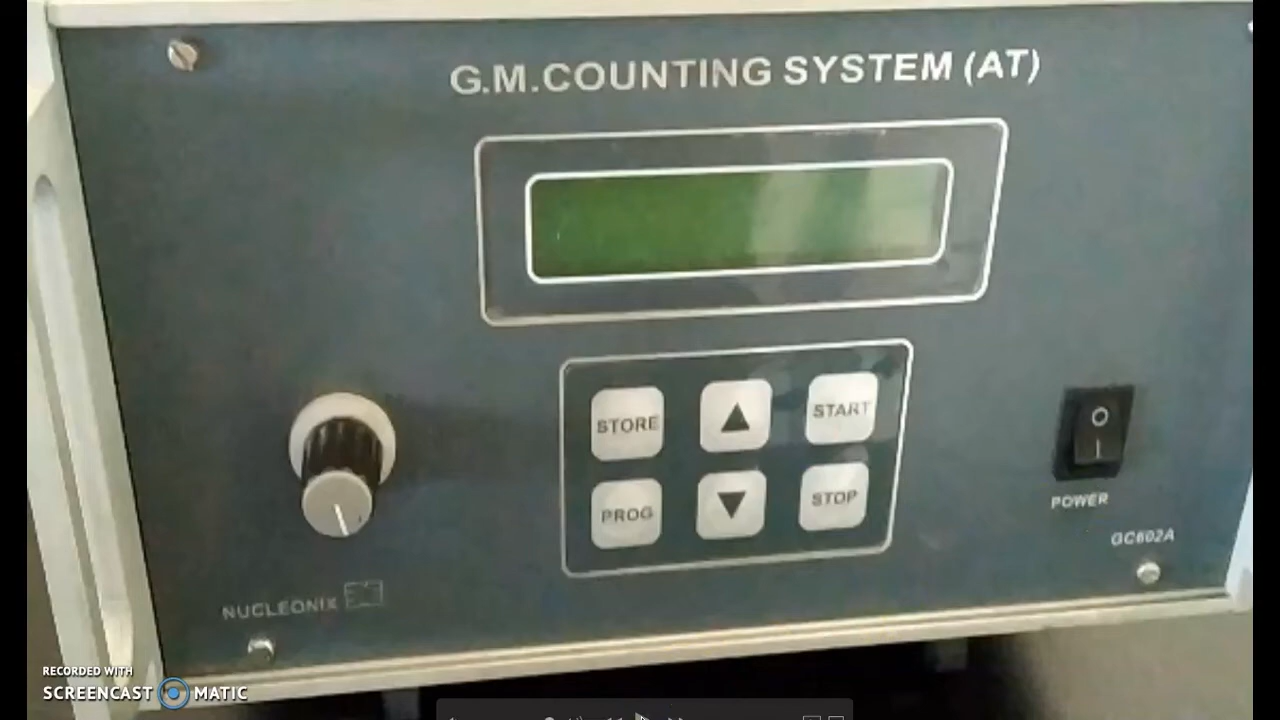 G.M.COUNTING SYSTEM (AT)
STORE
START
PROG
STOP
POWER
GC602A
NUCLEONIX
RECORDED WITH
SCREENCAST MATIC